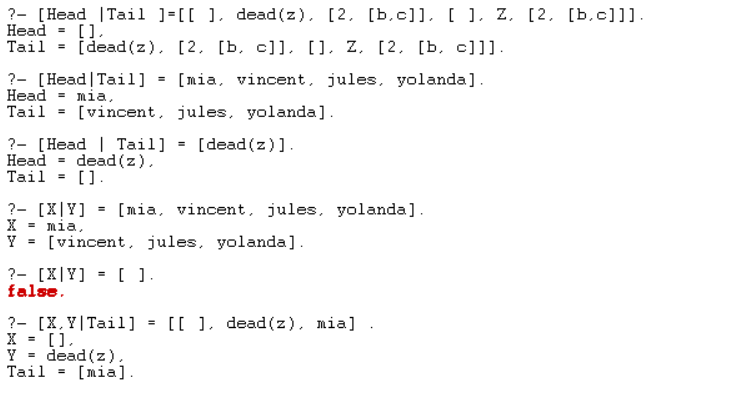 ?- [Head |Tail ]=[[ ], dead(z), [2, [b,c]], [ ], Z, [2, [b,c]]].
Head = [],
Tail = [dead(z), [2, [b, c]], [], Z, [2, [b, c]]].
?- [Head|Tail] = [mia, vincent, jules, yolanda].
Head = mia,
Tail = [vincent, jules, yolanda].
?- [Head | Tail] = [dead(z)].
Head = dead(z),
Tail = [].
?- [X|Y] = [mia, vincent, jules, yolanda].
X = mia,
Y = [vincent, jules, yolanda].
?- [X|Y] = [ ].
false.
?- [X,Y|Tail] = [[ ], dead(z), mia] .
X = [],
Y = dead(z),
Tail = [mia].